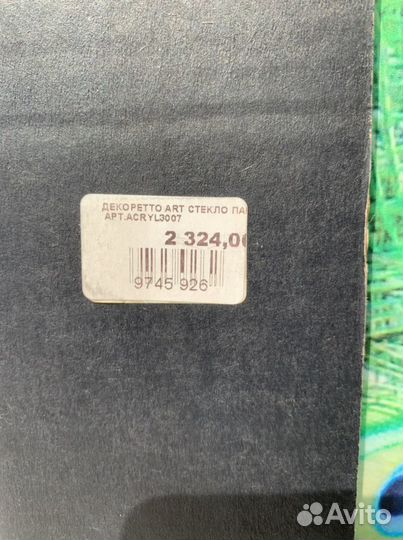 ДЕКОРЕТТО ART СТЕКЛО ПА
АРТ.ACRYL3007
2 324,0
9745 926
Avito